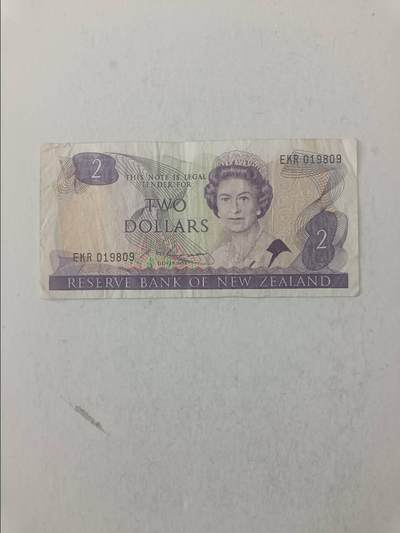 EKR 019809
2
THIS NOTE IS LEGAL
TENDER FOR
TWO
DOLLARS
2
EKR 019809
RESERVE BANK OF NEW ZEALAND